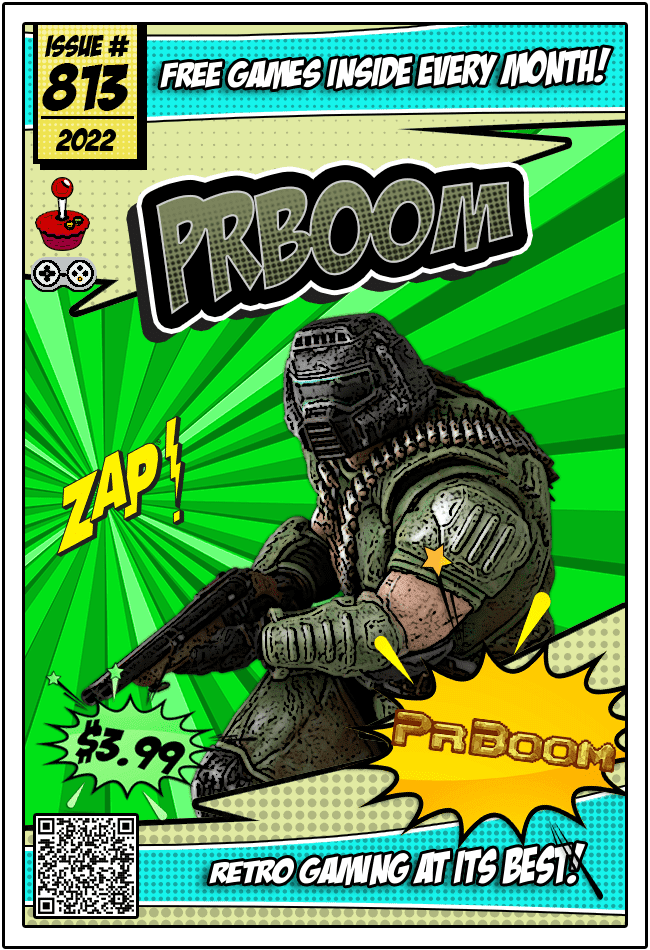 ISSUE #
813
2022
FREE GAMES INSIDE EVERY MONTH!
PRBOOM
ZAP!
$3.99
PRBOOM
RETRO GAMING AT ITS BEST!